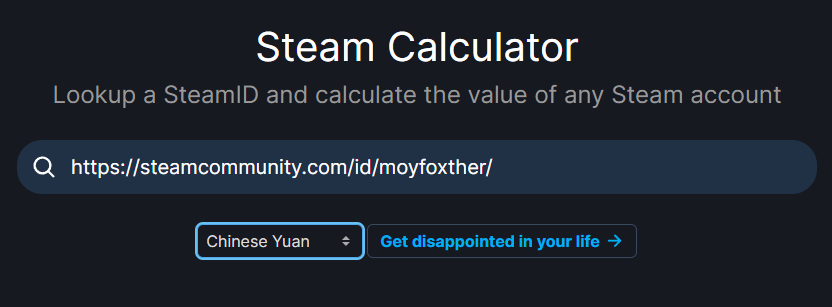 Steam Calculator
Lookup a SteamID and calculate the value of any Steam account
https://steamcommunity.com/id/moyfoxther/
Chinese Yuan Get disappointed in your life →